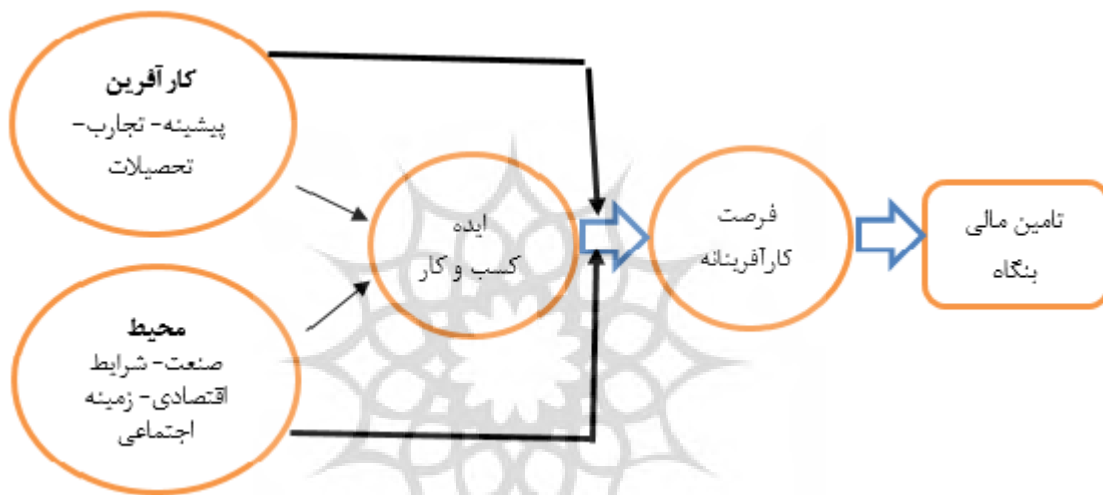 کارآفرین
پیشینه- تجارب-
تحصیلات
محیط
صنعت- شرایط
اقتصادی- زمینه
اجتماعی
ایده
کسب و کار
فرصت
کارآفرینانه
تامین مالی
بنگاه